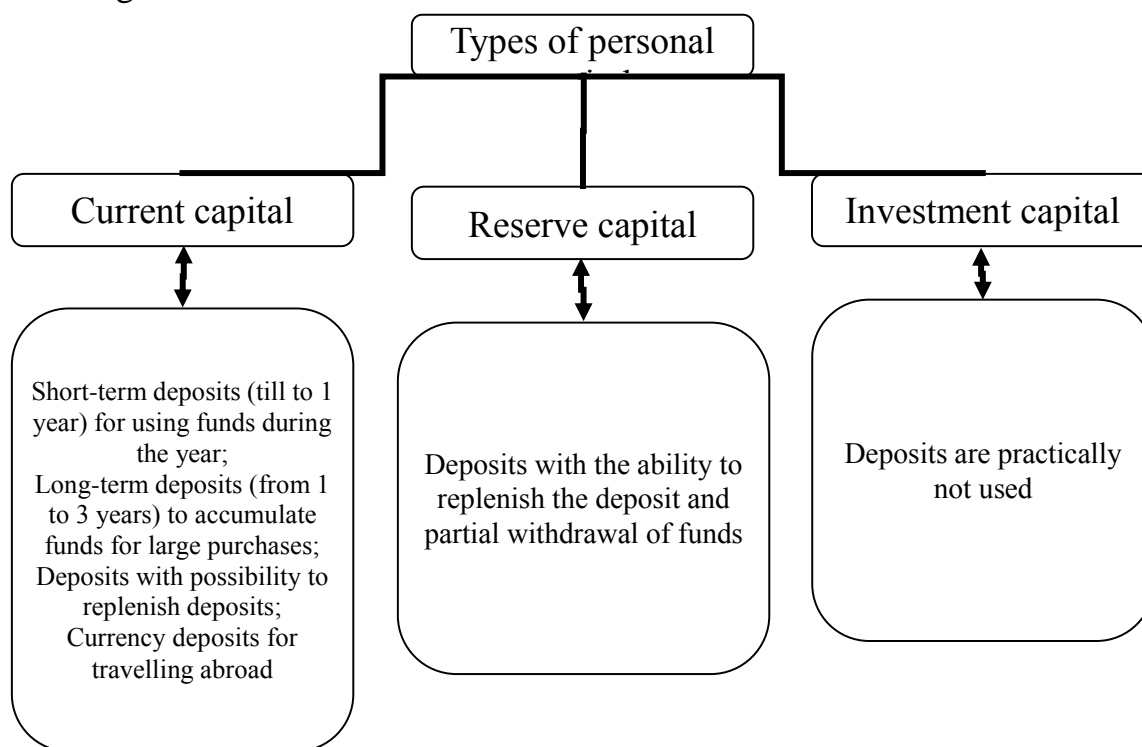 Types of personal
Current capital
Reserve capital
Investment capital
Short-term deposits (till to 1
year) for using funds during
the year;
Long-term deposits (from 1
to 3 years) to accumulate
funds for large purchases;
Deposits with possibility to
replenish deposits;
Currency deposits for
travelling abroad
Deposits with the ability to
replenish the deposit and
partial withdrawal of funds
Deposits are practically
not used